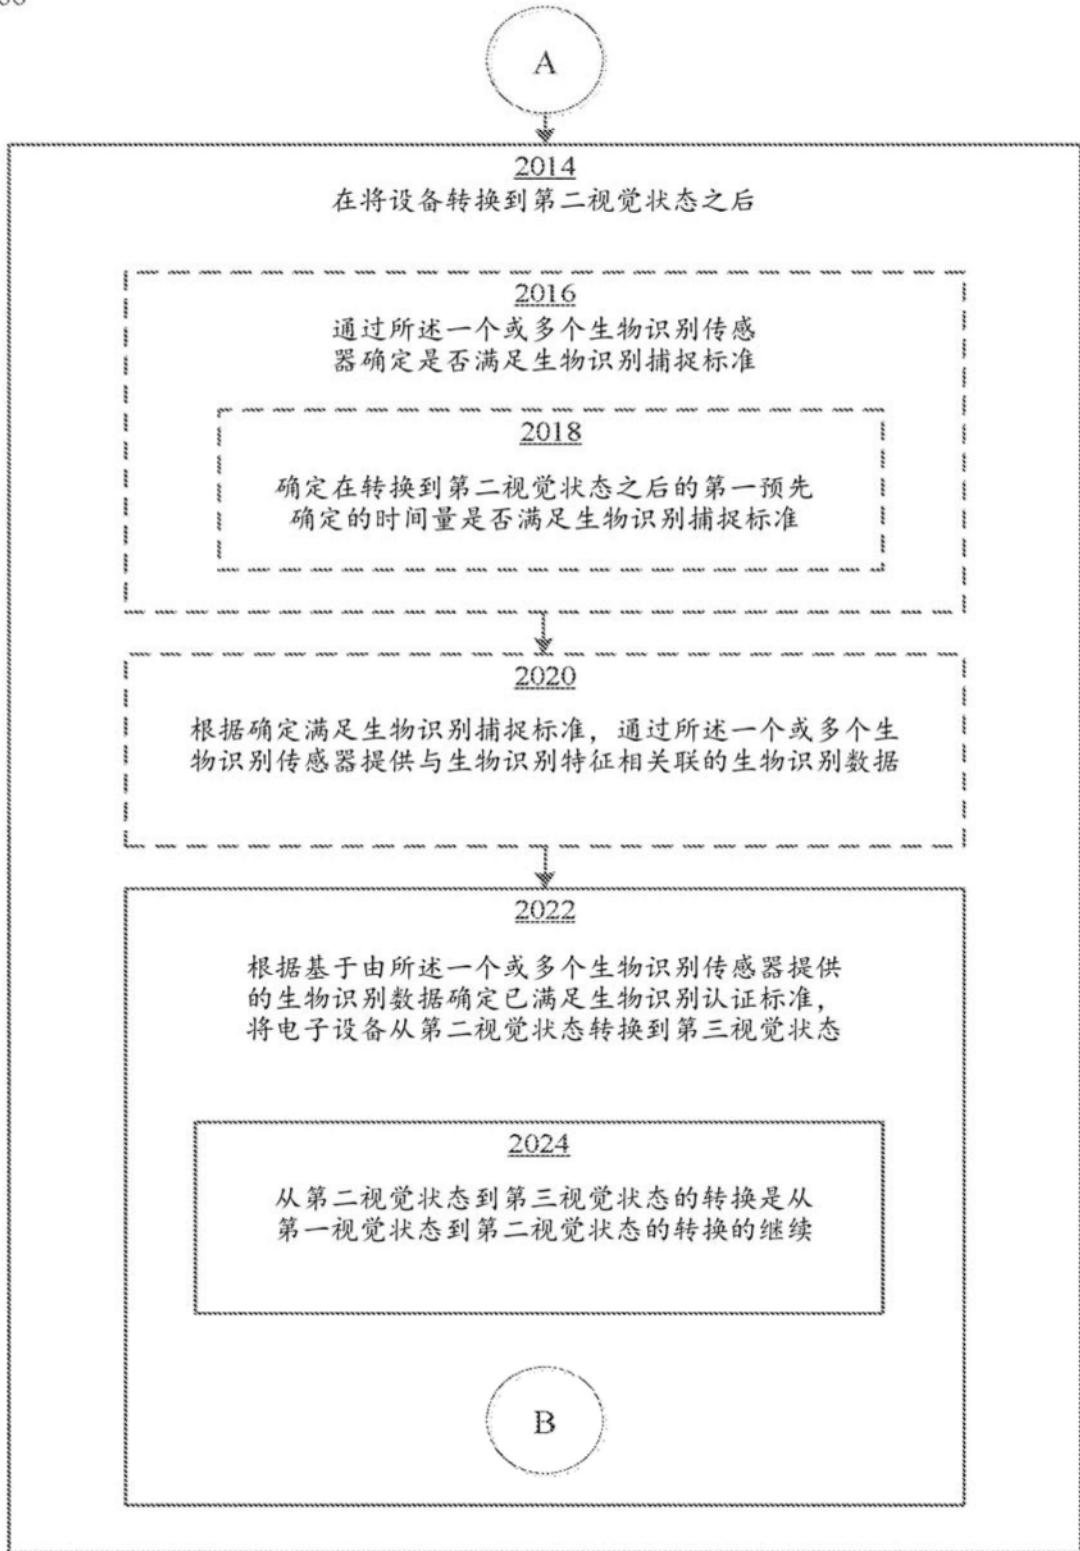 A
2014
在将设备转换到第二视觉状态之后
2016
通过所述一个或多个生物识别传感
器确定是否满足生物识别捕捉标准
2018
确定在转换到第二视觉状态之后的第一预先
确定的时间量是否满足生物识别捕捉标准
2020
根据确定满足生物识别捕捉标准，通过所述一个或多个生
物识别传感器提供与生物识别特征相关联的生物识别数据
2022
根据基于由所述一个或多个生物识别传感器提供
的生物识别数据确定已满足生物识别认证标准，
将电子设备从第二视觉状态转换到第三视觉状态
2024
从第二视觉状态到第三视觉状态的转换是从
第一视觉状态到第二视觉状态的转换的继续
B